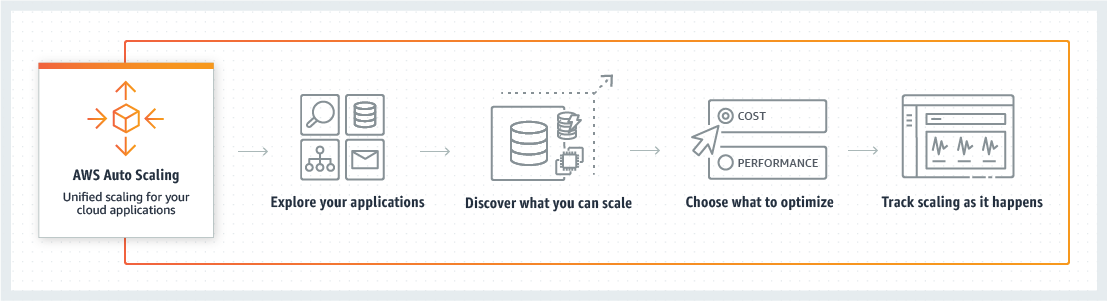 AWS Auto Scaling
Unified scaling for your
cloud applications
Explore your applications
Discover what you can scale
COST
PERFORMANCE
Choose what to optimize
Track scaling as it happens